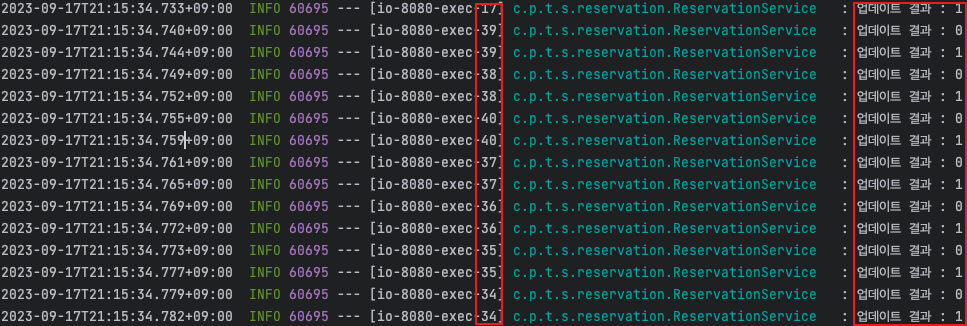 2023-09-17T21:15:34.733+09:00 INFO 60695 --- [io-8080-exec-17] c.p.t.s.reservation.ReservationService : 업데이트 결과 : 1
2023-09-17T21:15:34.740+09:00 INFO 60695 --- [io-8080-exec-39] c.p.t.s.reservation.ReservationService : 업데이트 결과 : 0
2023-09-17T21:15:34.744+09:00 INFO 60695 --- [io-8080-exec-39] c.p.t.s.reservation.ReservationService : 업데이트 결과 : 1
2023-09-17T21:15:34.749+09:00 INFO 60695 --- [io-8080-exec-38] c.p.t.s.reservation.ReservationService : 업데이트 결과 : 0
2023-09-17T21:15:34.752+09:00 INFO 60695 --- [io-8080-exec-38] c.p.t.s.reservation.ReservationService : 업데이트 결과 : 1
2023-09-17T21:15:34.755+09:00 INFO 60695 --- [io-8080-exec-40] c.p.t.s.reservation.ReservationService : 업데이트 결과 : 0
2023-09-17T21:15:34.759+09:00 INFO 60695 --- [io-8080-exec-40] c.p.t.s.reservation.ReservationService : 업데이트 결과 : 1
2023-09-17T21:15:34.761+09:00 INFO 60695 --- [io-8080-exec-37] c.p.t.s.reservation.ReservationService : 업데이트 결과 : 0
2023-09-17T21:15:34.765+09:00 INFO 60695 --- [io-8080-exec-37] c.p.t.s.reservation.ReservationService : 업데이트 결과 : 1
2023-09-17T21:15:34.769+09:00 INFO 60695 --- [io-8080-exec-36] c.p.t.s.reservation.ReservationService : 업데이트 결과 : 0
2023-09-17T21:15:34.772+09:00 INFO 60695 --- [io-8080-exec-36] c.p.t.s.reservation.ReservationService : 업데이트 결과 : 1
2023-09-17T21:15:34.773+09:00 INFO 60695 --- [io-8080-exec-35] c.p.t.s.reservation.ReservationService : 업데이트 결과 : 0
2023-09-17T21:15:34.777+09:00 INFO 60695 --- [io-8080-exec-35] c.p.t.s.reservation.ReservationService : 업데이트 결과 : 1
2023-09-17T21:15:34.779+09:00 INFO 60695 --- [io-8080-exec-34] c.p.t.s.reservation.ReservationService : 업데이트 결과 : 0
2023-09-17T21:15:34.782+09:00 INFO 60695 --- [io-8080-exec-34] c.p.t.s.reservation.ReservationService : 업데이트 결과 : 1